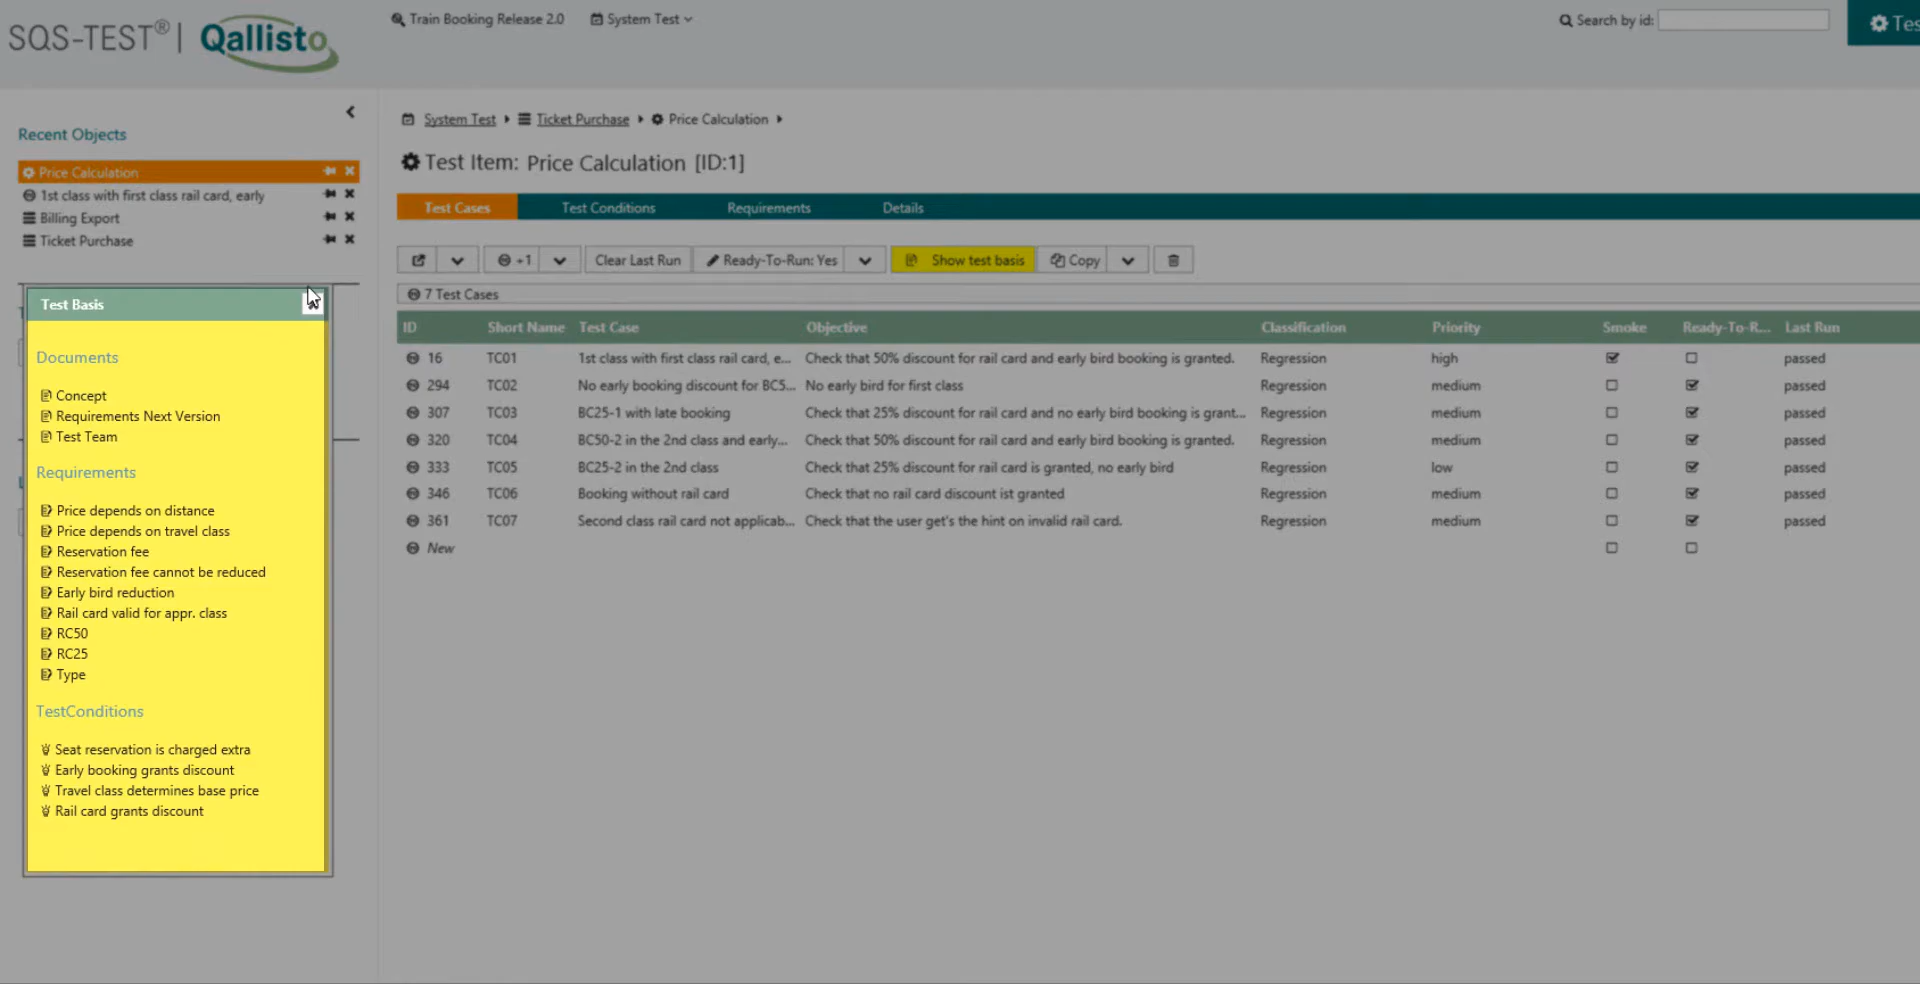 SQS-TEST® | Qallisto
Train Booking Release 2.0 System Test
Search by id:
Tes
Recent Objects
Price Calculation
1st class with first class rail card, early
Billing Export
Ticket Purchase
System Test Ticket Purchase Price Calculation
Test Item: Price Calculation [ID:1]
Test Cases Test Conditions Requirements Details
+1 Clear Last Run Ready-To-Run: Yes Show test basis Copy
7 Test Cases
ID Short Name Test Case Objective Classification Priority Smoke Ready-To-R... Last Run
16 TC01 1st class with first class rail card, e... Check that 50% discount for rail card and early bird booking is granted. Regression high passed
294 TC02 No early booking discount for BC5... No early bird for first class Regression medium passed
307 TC03 BC25-1 with late booking Check that 25% discount for rail card and no early bird booking is grant... Regression medium passed
320 TC04 BC50-2 in the 2nd class and early... Check that 50% discount for rail card and early bird booking is granted. Regression medium passed
333 TC05 BC25-2 in the 2nd class Check that 25% discount for rail card is granted, no early bird Regression low passed
346 TC06 Booking without rail card Check that no rail card discount ist granted Regression medium passed
361 TC07 Second class rail card not applicab... Check that the user get's the hint on invalid rail card. Regression medium passed
New
Test Basis
Documents
Concept
Requirements Next Version
Test Team
Requirements
Price depends on distance
Price depends on travel class
Reservation fee
Reservation fee cannot be reduced
Early bird reduction
Rail card valid for appr. class
RC50
RC25
Type
TestConditions
Seat reservation is charged extra
Early booking grants discount
Travel class determines base price
Rail card grants discount